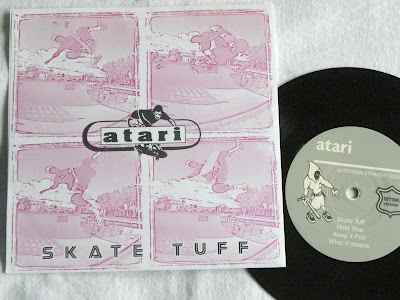 atari
SKATE TUFF
atari
Skate Tuff
Hold True
Keep it Fun
What it means